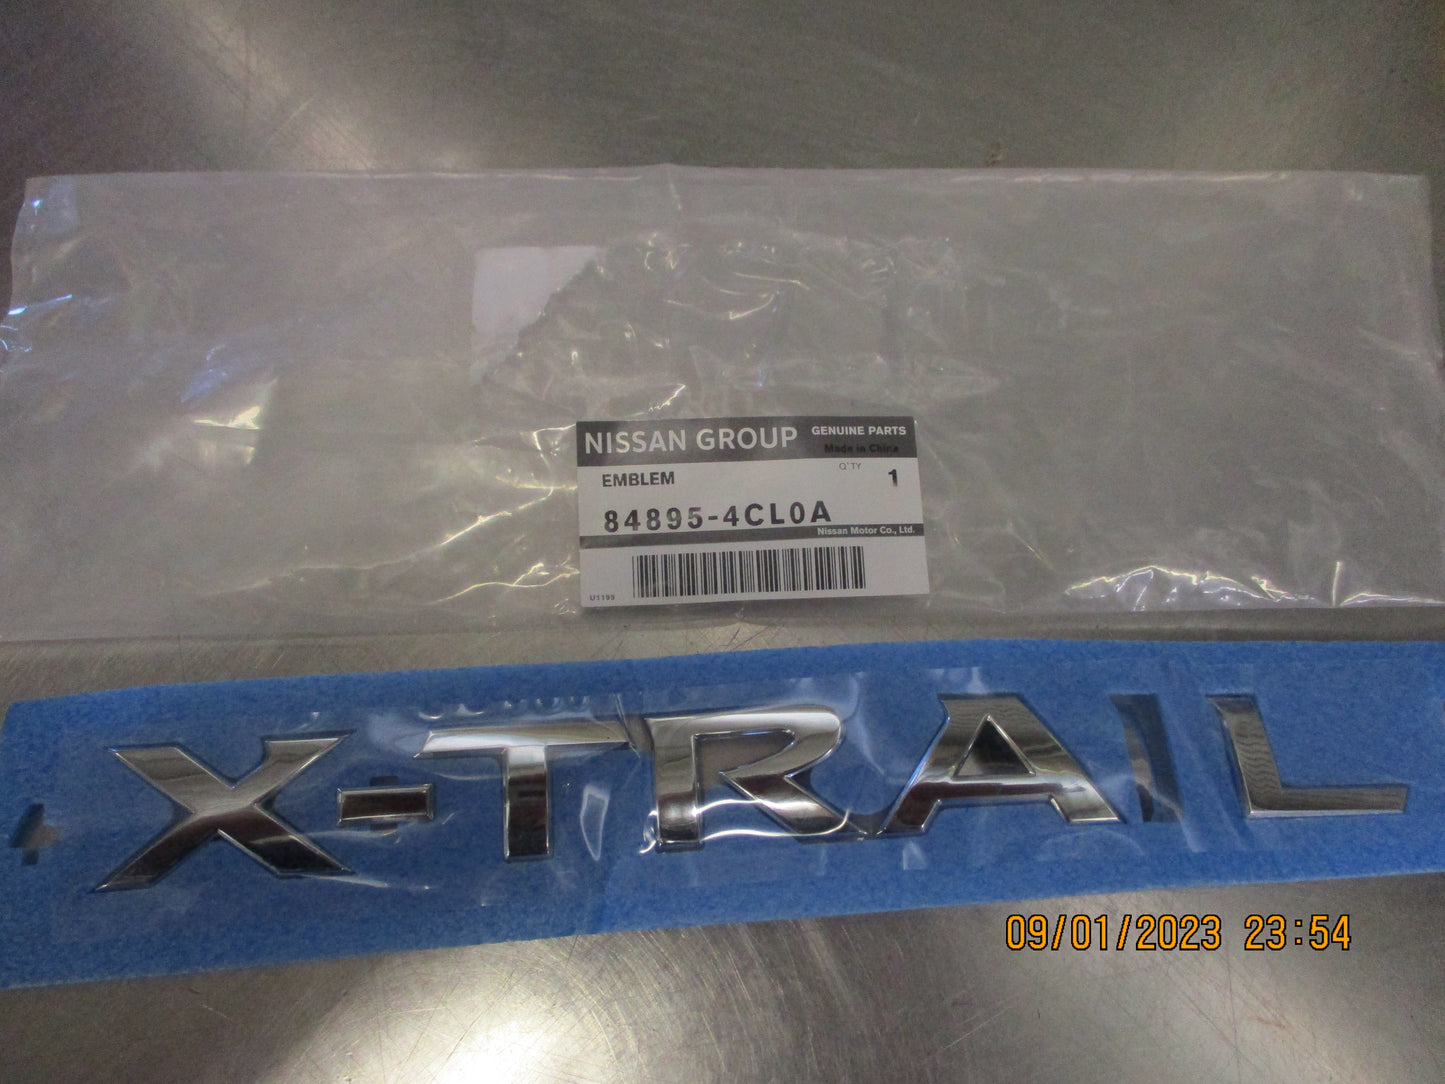 NISSAN GROUP GENUINE PARTS
Made in China
EMBLEM Q'TY 1
84895-4CL0A
Nissan Motor Co., Ltd.
U1199
X-TRAIL
09/01/2023 23:54